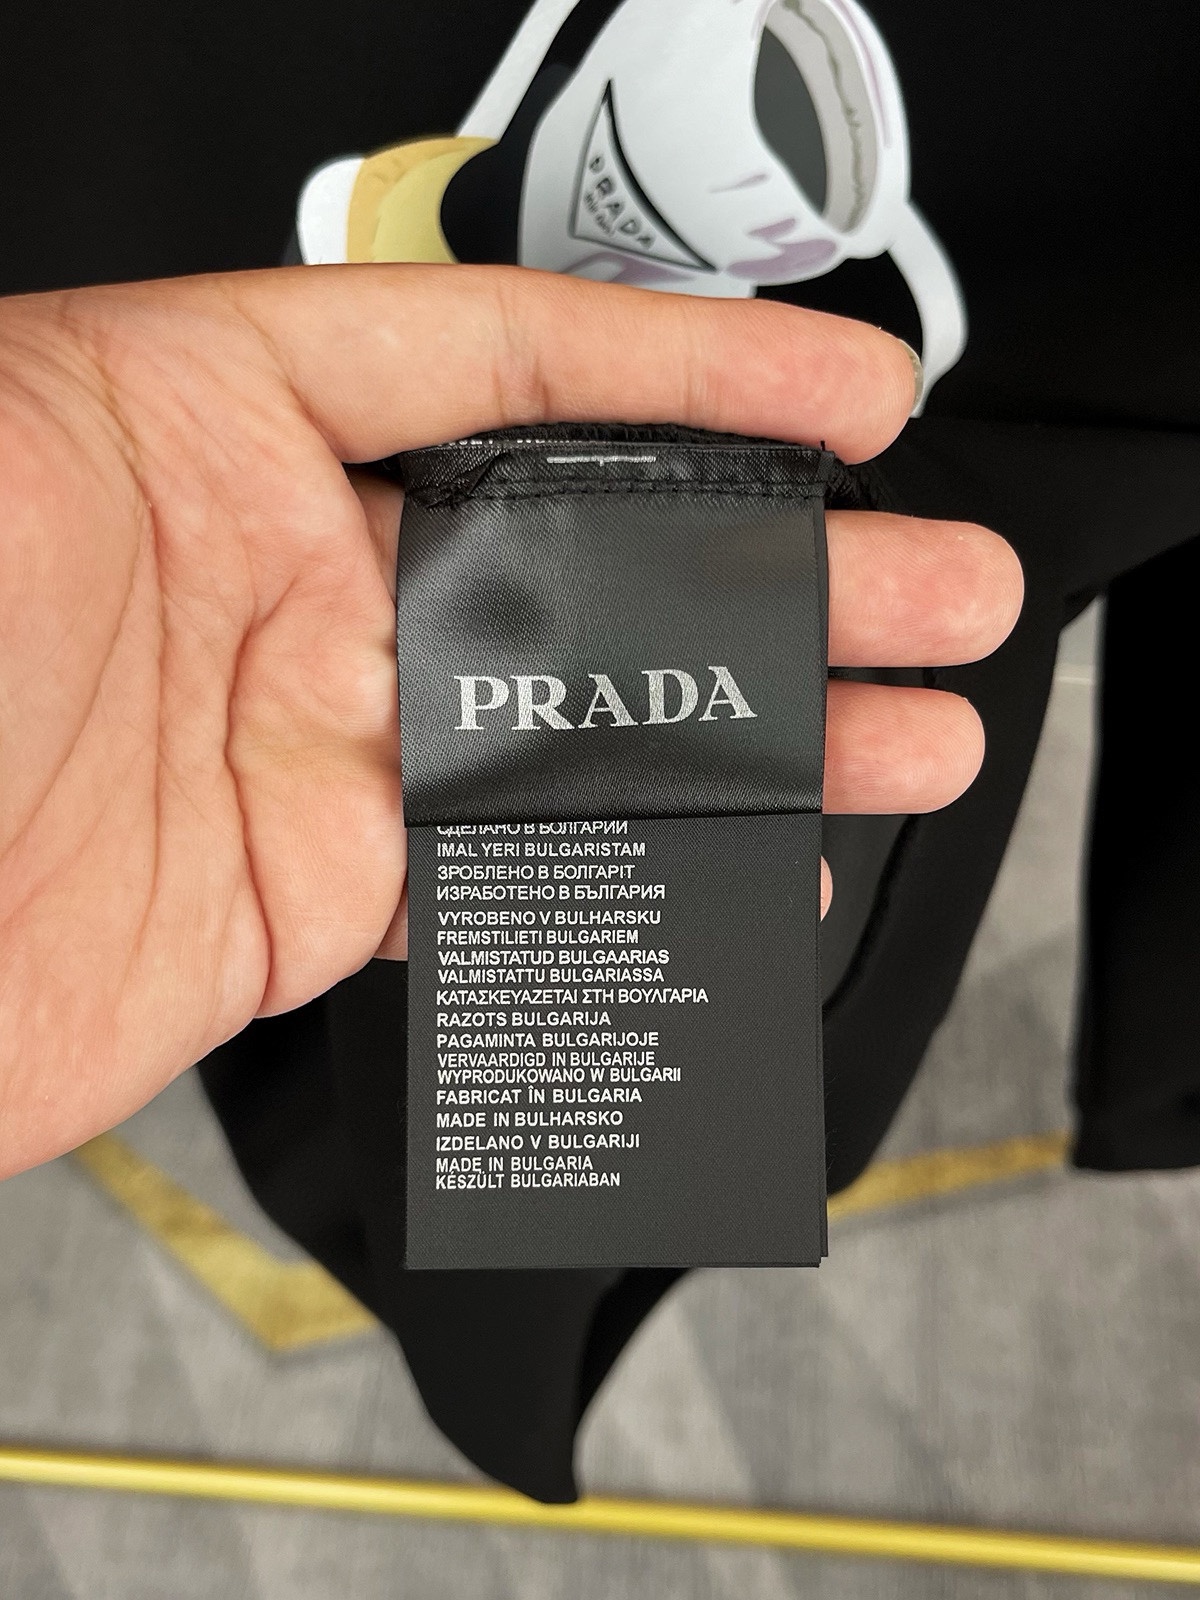 PRADA
PRADA
СДЕЛАНО В БОЛГАРИИ
IMAL YERI BULGARISTAM
ЗРОБЛЕНО В БОЛГАРІТ
ИЗРАБОТЕНО В БЪЛГАРИЯ
VYROBENO V BULHARSKU
FREMSTILIETI BULGARIEM
VALMISTATUD BULGAARIAS
VALMISTATTU BULGARIASSA
ΚΑΤΑΣΚΕΥΑΖΕΤΑΙ ΣΤΗ ΒΟΥΛΓΑΡΙΑ
RAZOTS BULGARIJA
PAGAMINTA BULGARIJOJE
VERVAARDIGD IN BULGARIJE
WYPRODUKOWANO W BULGARII
FABRICAT ÎN BULGARIA
MADE IN BULHARSKO
IZDELANO V BULGARIJI
MADE IN BULGARIA
KÉSZÜLT BULGARIABAN